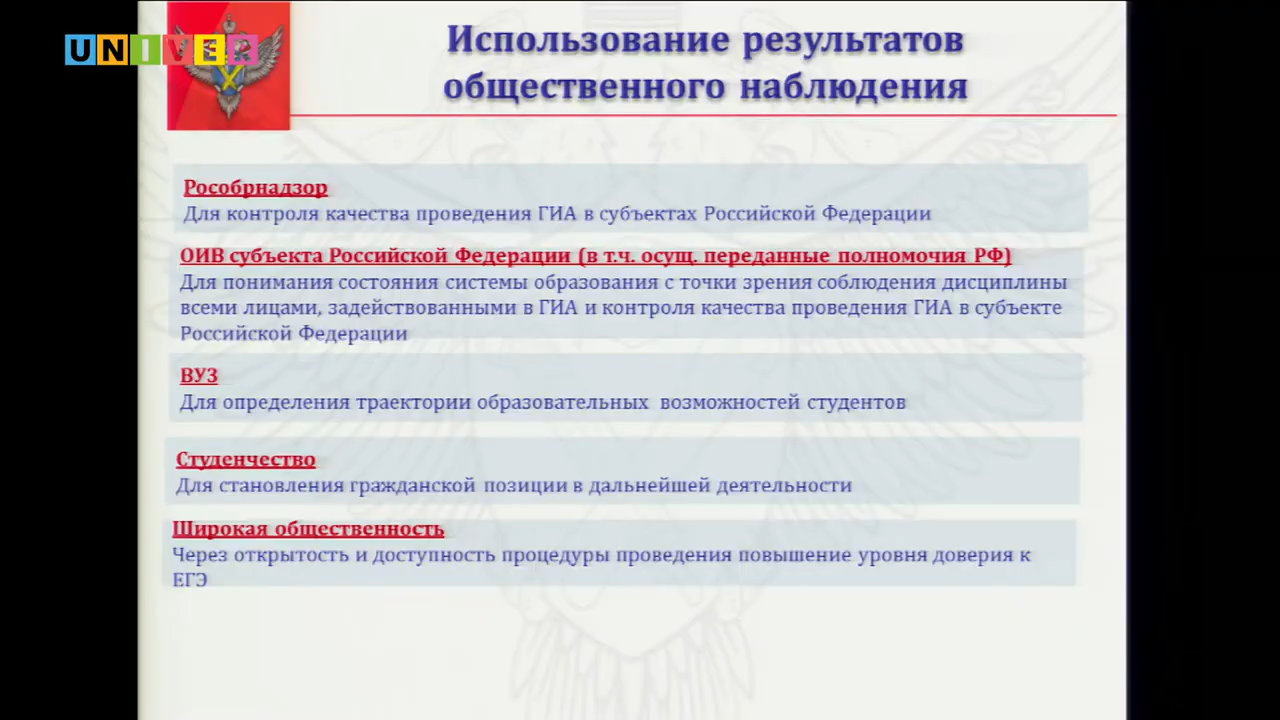 UNIVER
Использование результатов
общественного наблюдения
Рособрнадзор
Для контроля качества проведения ГИА в субъектах Российской Федерации
ОИВ субъекта Российской Федерации (в т.ч. осущ. переданные полномочия РФ)
Для понимания состояния системы образования с точки зрения соблюдения дисциплины
всеми лицами, задействованными в ГИА и контроля качества проведения ГИА в субъекте
Российской Федерации
ВУЗ
Для определения траектории образовательных возможностей студентов
Студенчество
Для становления гражданской позиции в дальнейшей деятельности
Широкая общественность
Через открытость и доступность процедуры проведения повышение уровня доверия к
ЕГЭ